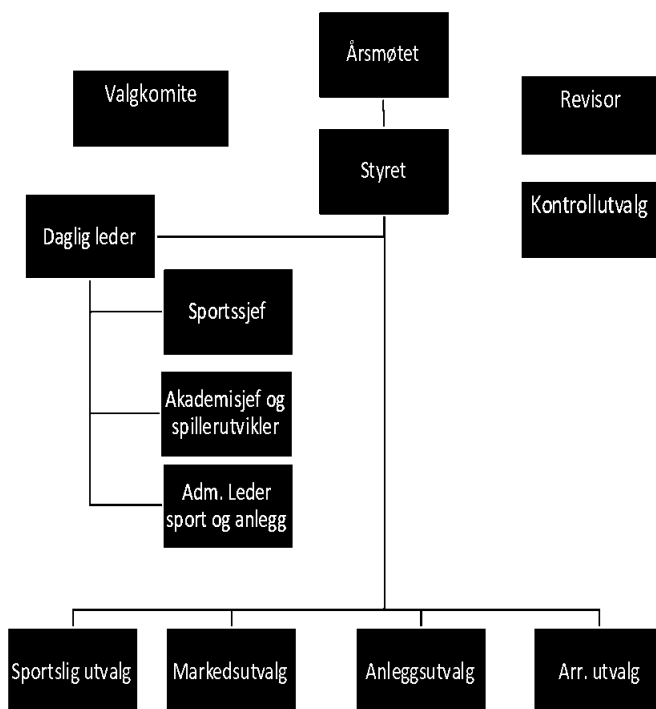 Årsmøtet
Valgkomite
Revisor
Styret
Kontrollutvalg
Daglig leder
Sportssjef
Akademisjef og
spillerutvikler
Adm. Leder
sport og anlegg
Sportslig utvalg
Markedsutvalg
Anleggsutvalg
Arr. utvalg